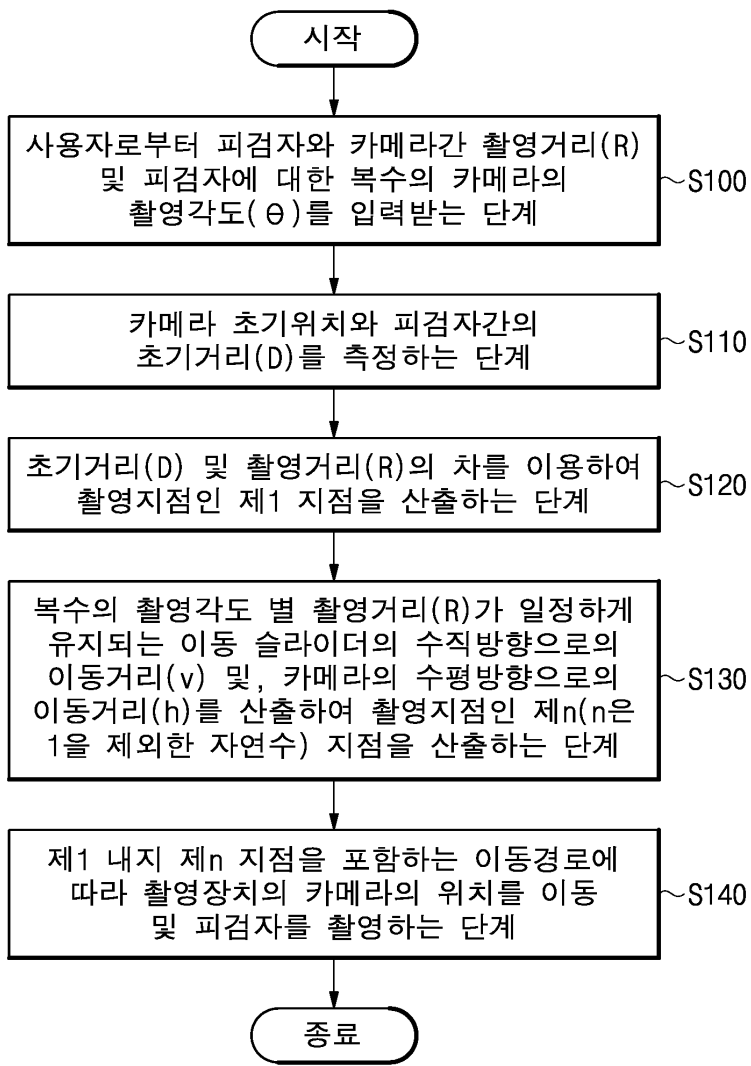 시작
사용자로부터 피검자와 카메라간 촬영거리(R)
및 피검자에 대한 복수의 카메라의
촬영각도(θ)를 입력받는 단계
S100
카메라 초기위치와 피검자간의
초기거리(D)를 측정하는 단계
S110
초기거리(D) 및 촬영거리(R)의 차를 이용하여
촬영지점인 제1 지점을 산출하는 단계
S120
복수의 촬영각도 별 촬영거리(R)가 일정하게
유지되는 이동 슬라이더의 수직방향으로의
이동거리(v) 및, 카메라의 수평방향으로의
이동거리(h)를 산출하여 촬영지점인 제n(n은
1을 제외한 자연수) 지점을 산출하는 단계
S130
제1 내지 제n 지점을 포함하는 이동경로에
따라 촬영장치의 카메라의 위치를 이동
및 피검자를 촬영하는 단계
S140
종료